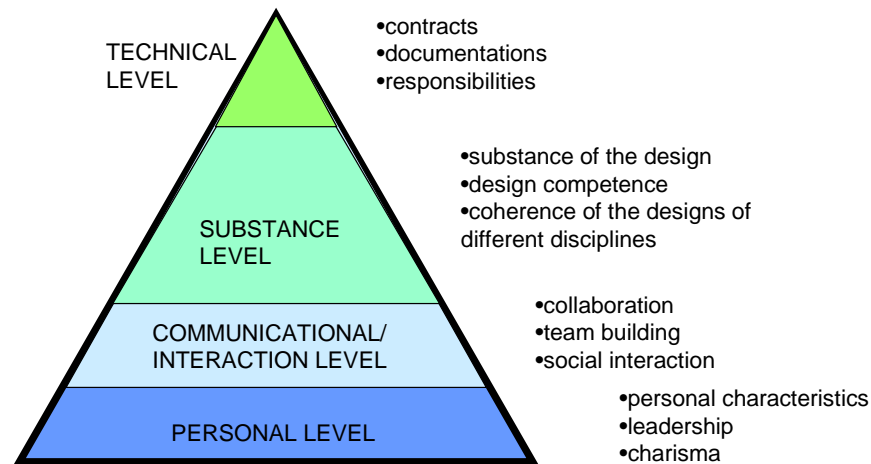 TECHNICAL
LEVEL
•contracts
•documentations
•responsibilities
SUBSTANCE
LEVEL
•substance of the design
•design competence
•coherence of the designs of
different disciplines
COMMUNICATIONAL/
INTERACTION LEVEL
•collaboration
•team building
•social interaction
PERSONAL LEVEL
•personal characteristics
•leadership
•charisma